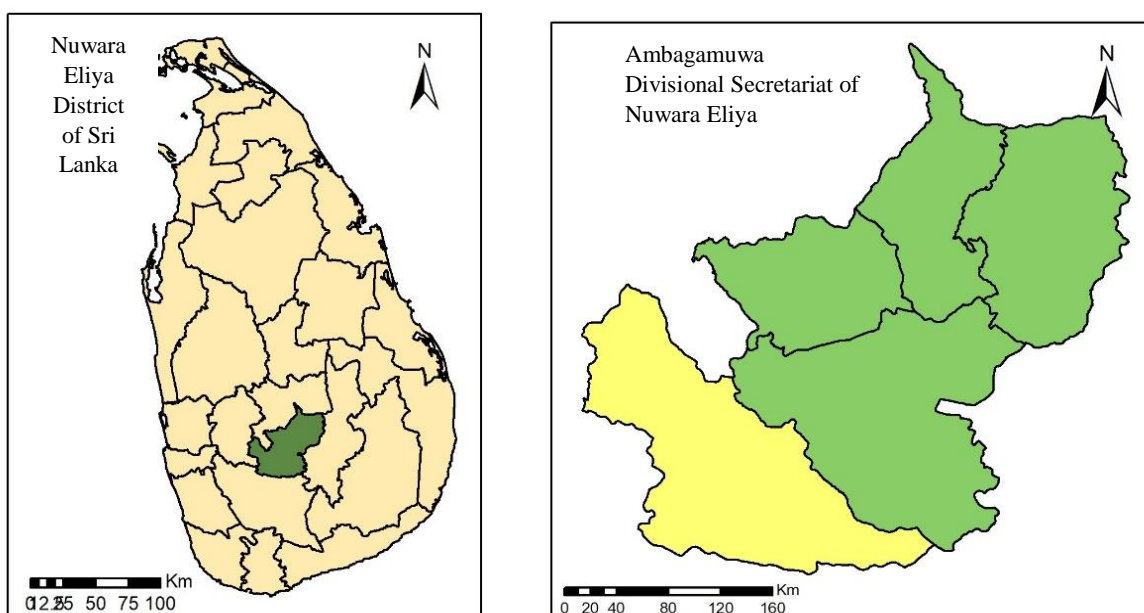 Nuwara
Eliya
District
of Sri
Lanka
N
Km
0 12.5 25 50 75 100
Ambagamuwa
Divisional Secretariat of
Nuwara Eliya
N
Km
0 20 40 80 120 160